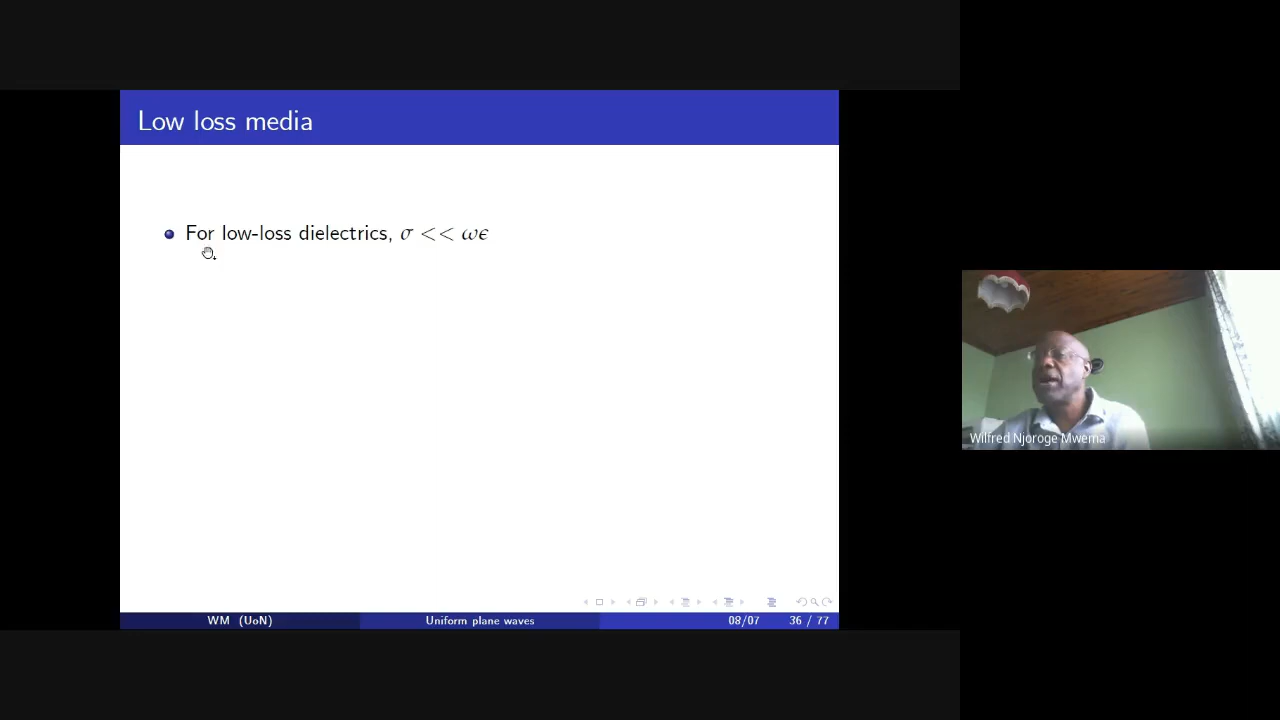 Low loss media
For low-loss dielectrics, σ << ωϵ
Wilfred Njoroge Mwema
WM (UoN) Uniform plane waves 08/07 36 / 77